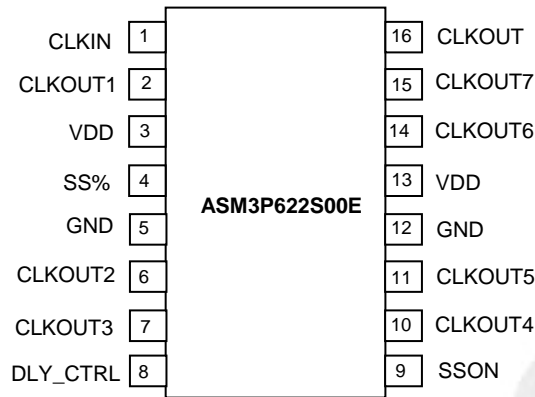 CLKIN 1 16 CLKOUT
CLKOUT1 2 15 CLKOUT7
VDD 3 14 CLKOUT6
SS% 4 13 VDD
ASM3P622S00E
GND 5 12 GND
CLKOUT2 6 11 CLKOUT5
CLKOUT3 7 10 CLKOUT4
DLY_CTRL 8 9 SSON